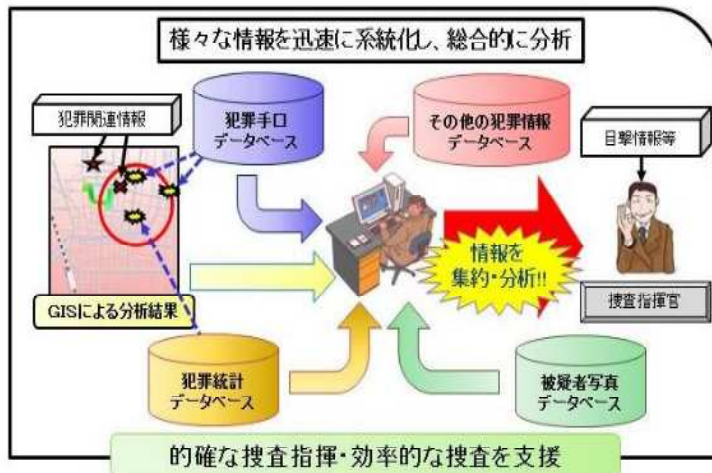 様々な情報を迅速に系統化し、総合的に分析
犯罪関連情報
犯罪手口
データベース
その他の犯罪情報
データベース
目撃情報等
情報を
集約・分析!!
GISによる分析結果
捜査指揮官
犯罪統計
データベース
被疑者写真
データベース
的確な捜査指揮・効率的な捜査を支援